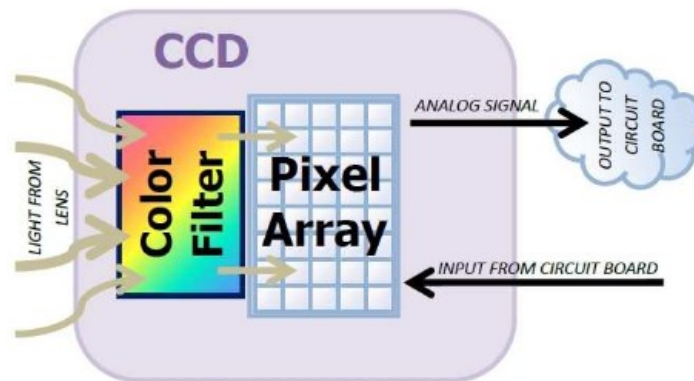 CCD
LIGHT FROM
LENS
Color
Filter
Pixel
Array
ANALOG SIGNAL
OUTPUT TO
CIRCUIT
BOARD
INPUT FROM CIRCUIT BOARD